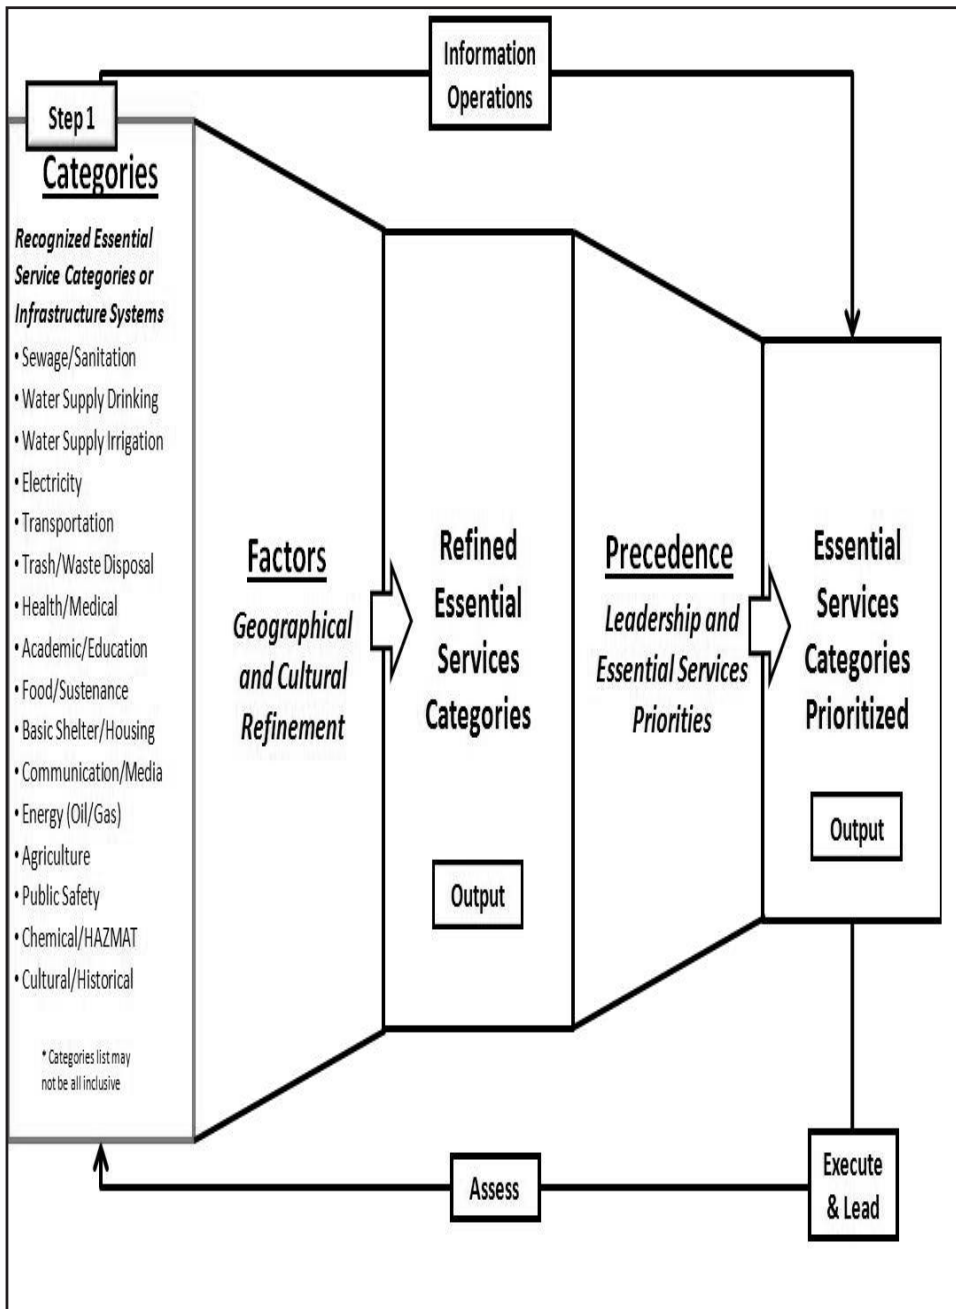 Information
Operations
Step 1
Categories
Recognized Essential
Service Categories or
Infrastructure Systems
• Sewage/Sanitation
• Water Supply Drinking
• Water Supply Irrigation
• Electricity
• Transportation
• Trash/Waste Disposal
• Health/Medical
• Academic/Education
• Food/Sustenance
• Basic Shelter/Housing
• Communication/Media
• Energy (Oil/Gas)
• Agriculture
• Public Safety
• Chemical/HAZMAT
• Cultural/Historical
* Categories list may
not be all inclusive
Factors
Geographical
and Cultural
Refinement
Refined
Essential
Services
Categories
Output
Precedence
Leadership and
Essential Services
Priorities
Essential
Services
Categories
Prioritized
Output
Execute
& Lead
Assess